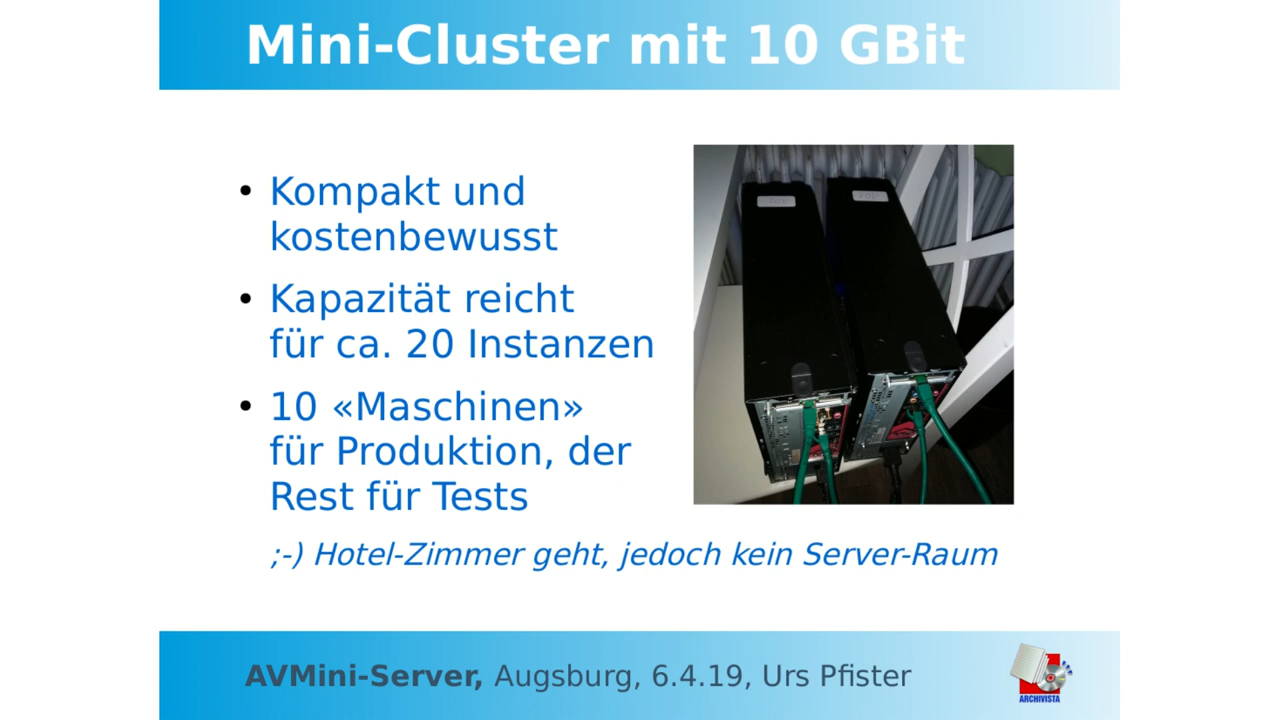 Mini-Cluster mit 10 GBit
• Kompakt und
kostenbewusst
• Kapazität reicht
für ca. 20 Instanzen
• 10 «Maschinen»
für Produktion, der
Rest für Tests
;-) Hotel-Zimmer geht, jedoch kein Server-Raum
AVMini-Server, Augsburg, 6.4.19, Urs Pfister
ARCHIVISTA